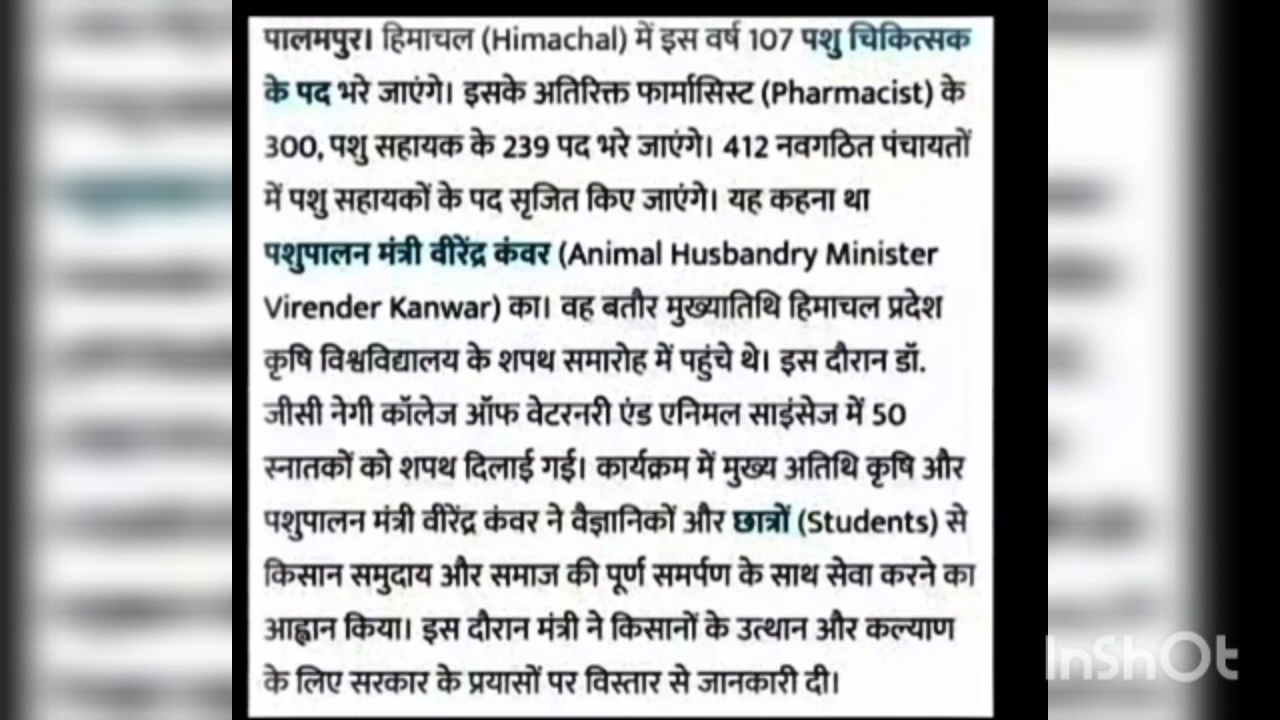 पालमपुर। हिमाचल (Himachal) में इस वर्ष 107 पशु चिकित्सक
के पद भरे जाएंगे। इसके अतिरिक्त फार्मासिस्ट (Pharmacist) के
300, पशु सहायक के 239 पद भरे जाएंगे। 412 नवगठित पंचायतों
में पशु सहायकों के पद सृजित किए जाएंगे। यह कहना था
पशुपालन मंत्री वीरेंद्र कंवर (Animal Husbandry Minister
Virender Kanwar) का। वह बतौर मुख्यातिथि हिमाचल प्रदेश
कृषि विश्वविद्यालय के शपथ समारोह में पहुंचे थे। इस दौरान डॉ.
जीसी नेगी कॉलेज ऑफ वेटरनरी एंड एनिमल साइंसेज में 50
स्नातकों को शपथ दिलाई गई। कार्यक्रम में मुख्य अतिथि कृषि और
पशुपालन मंत्री वीरेंद्र कंवर ने वैज्ञानिकों और छात्रों (Students) से
किसान समुदाय और समाज की पूर्ण समर्पण के साथ सेवा करने का
आह्वान किया। इस दौरान मंत्री ने किसानों के उत्थान और कल्याण
के लिए सरकार के प्रयासों पर विस्तार से जानकारी दी।
InShOt